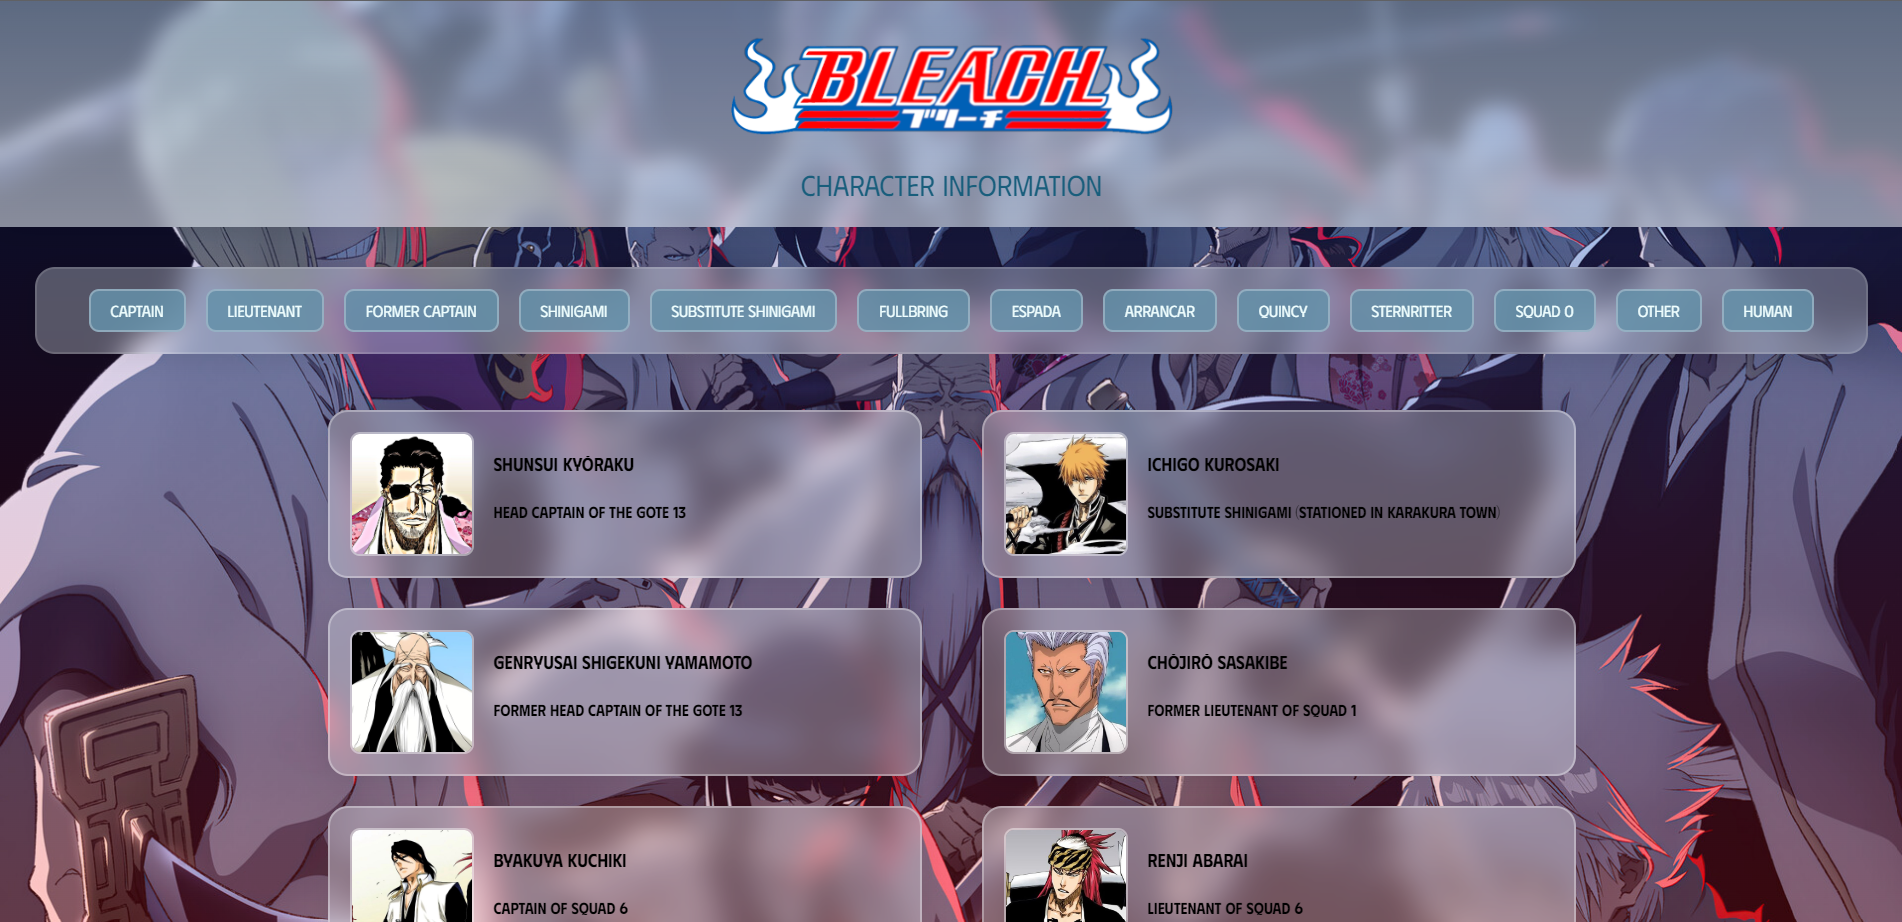 BLEACH
ブリーチ
CHARACTER INFORMATION
CAPTAIN LIEUTENANT FORMER CAPTAIN SHINIGAMI SUBSTITUTE SHINIGAMI FULLBRING ESPADA ARRANCAR QUINCY STERNRITTER SQUAD 0 OTHER HUMAN
SHUNSUI KYŌRAKU
HEAD CAPTAIN OF THE GOTE 13
ICHIGO KUROSAKI
SUBSTITUTE SHINIGAMI (STATIONED IN KARAKURA TOWN)
GENRYUSAI SHIGEKUNI YAMAMOTO
FORMER HEAD CAPTAIN OF THE GOTE 13
CHŌJIRŌ SASAKIBE
FORMER LIEUTENANT OF SQUAD 1
BYAKUYA KUCHIKI
CAPTAIN OF SQUAD 6
RENJI ABARAI
LIEUTENANT OF SQUAD 6